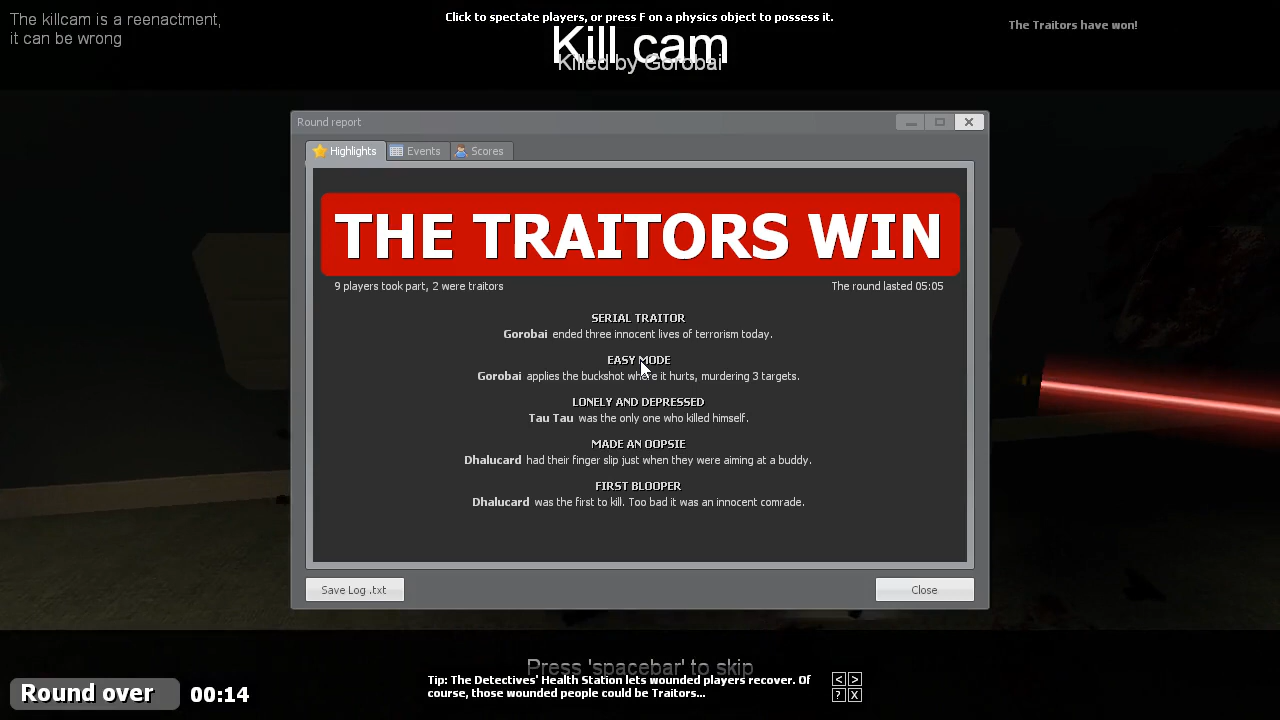 The killcam is a reenactment,
it can be wrong
Click to spectate players, or press F on a physics object to possess it.
Kill cam
Killed by Gorobai
The Traitors have won!
Round report
Highlights
Events
Scores
THE TRAITORS WIN
9 players took part, 2 were traitors
The round lasted 05:05
SERIAL TRAITOR
Gorobai ended three innocent lives of terrorism today.
EASY MODE
Gorobai applies the buckshot where it hurts, murdering 3 targets.
LONELY AND DEPRESSED
Tau Tau was the only one who killed himself.
MADE AN OOPSIE
Dhalucard had their finger slip just when they were aiming at a buddy.
FIRST BLOOPER
Dhalucard was the first to kill. Too bad it was an innocent comrade.
Save Log .txt
Close
Press 'spacebar' to skip
Tip: The Detectives' Health Station lets wounded players recover. Of
course, those wounded people could be Traitors...
< >
? X
Round over 00:14